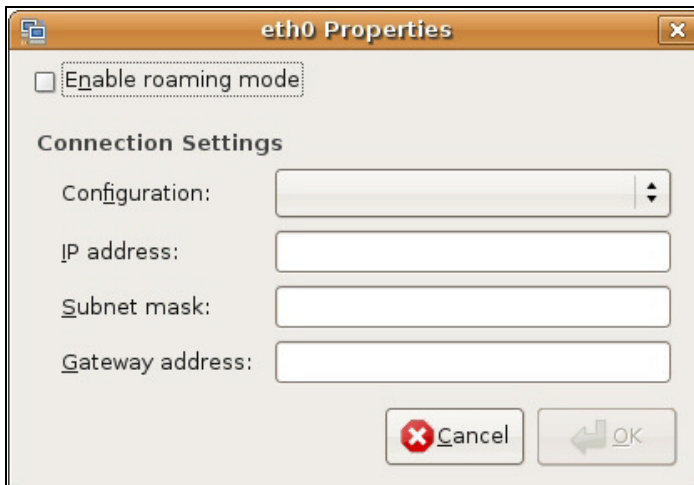 eth0 Properties
Enable roaming mode
Connection Settings
Configuration:
IP address:
Subnet mask:
Gateway address:
Cancel
OK